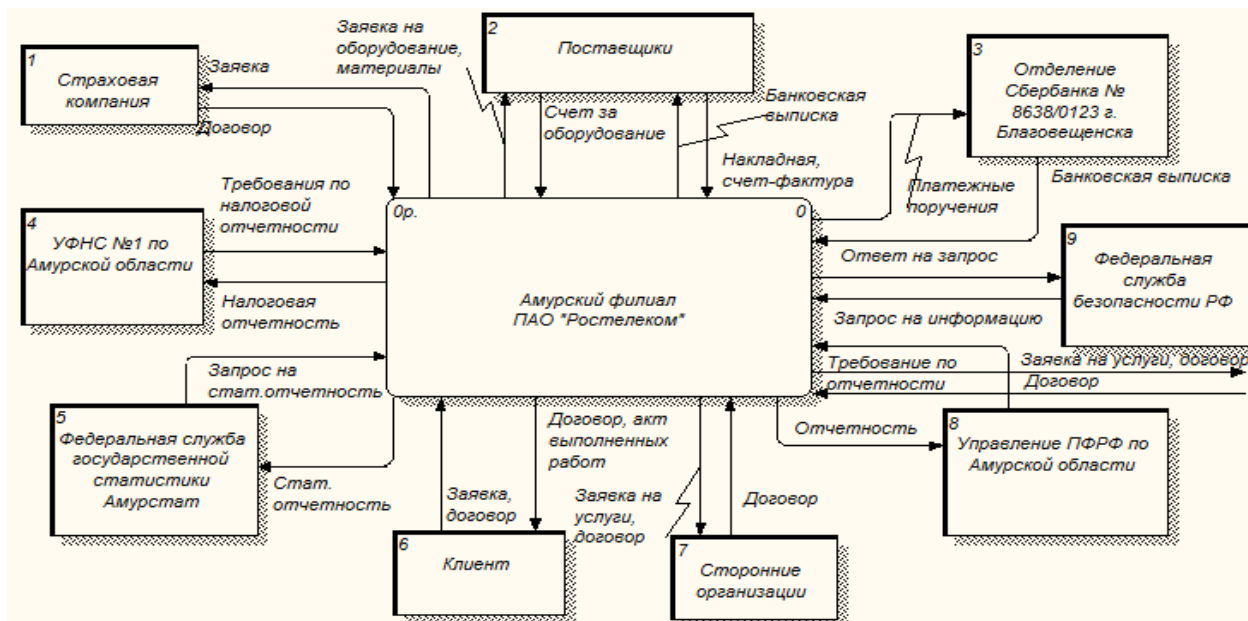 1
Страховая
компания
Заявка
Договор
Заявка на
оборудование,
материалы
2
Поставщики
Счет за
оборудование
Банковская
выписка
Накладная,
счет-фактура
3
Отделение
Сбербанка №
8638/0123 г.
Благовещенска
Платежные
поручения
Банковская выписка
4
УФНС №1 по
Амурской области
Требования по
налоговой
отчетности
Налоговая
отчетность
0р.
0
Амурский филиал
ПАО "Ростелеком"
Ответ на запрос
Запрос на информацию
9
Федеральная
служба
безопасности РФ
Требование по
отчетности
Заявка на услуги, договор
Договор
Запрос на
стат.отчетность
5
Федеральная служба
государственной
статистики
Амурстат
Стат.
отчетность
Заявка,
договор
Договор, акт
выполненных
работ
6
Клиент
Заявка на
услуги,
договор
Договор
7
Сторонние
организации
Отчетность
8
Управление ПФРФ по
Амурской области